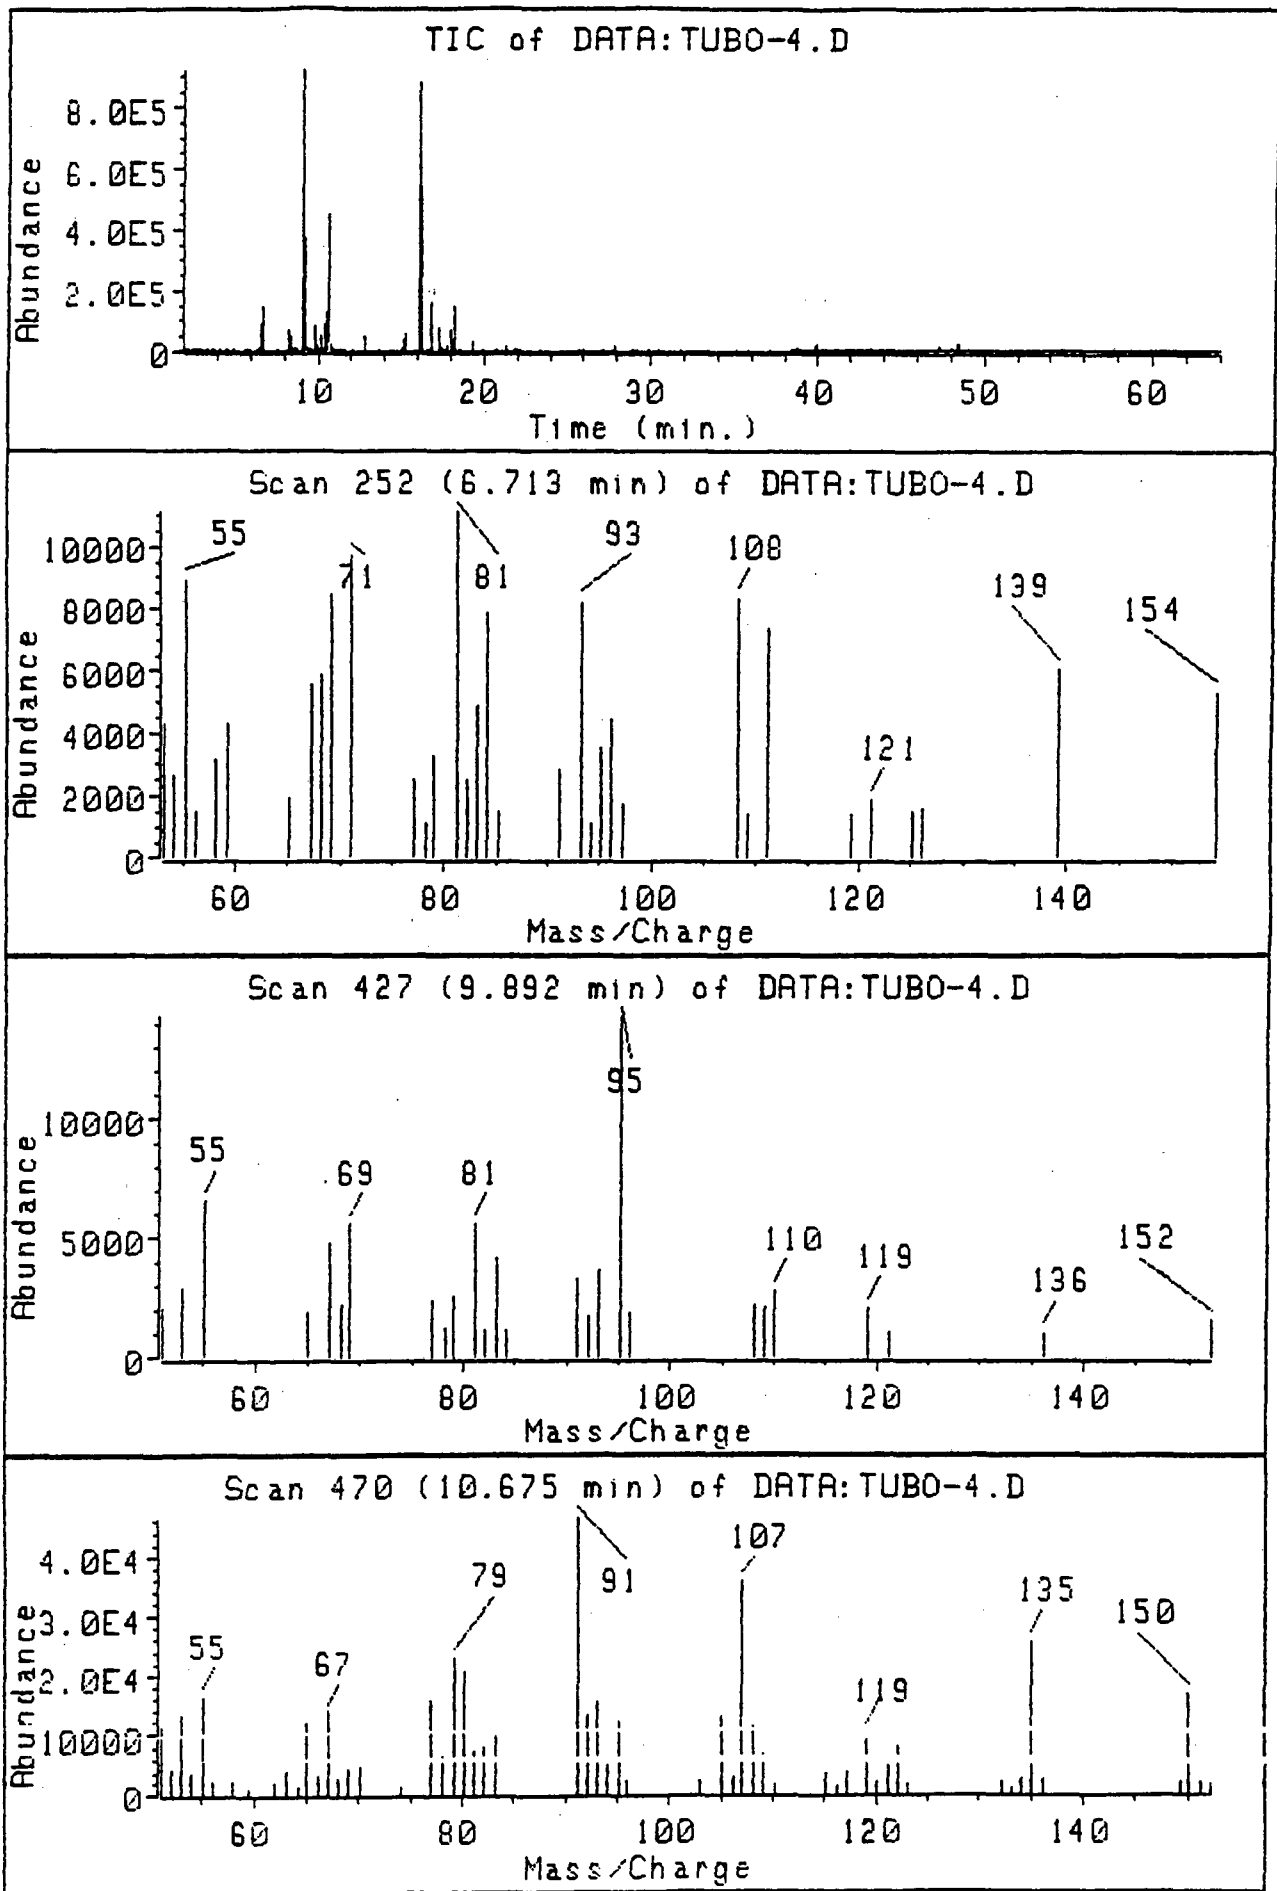 TIC of DATA:TUBO-4.D
Abundance
8.0E5
6.0E5
4.0E5
2.0E5
0
10 20 30 40 50 60
Time (min.)
Scan 252 (6.713 min) of DATA:TUBO-4.D
Abundance
10000
8000
6000
4000
2000
0
55 71 81 93 108 121 139 154
60 80 100 120 140
Mass/Charge
Scan 427 (9.892 min) of DATA:TUBO-4.D
Abundance
10000
5000
0
55 69 81 95 110 119 136 152
60 80 100 120 140
Mass/Charge
Scan 470 (10.675 min) of DATA:TUBO-4.D
Abundance
4.0E4
3.0E4
2.0E4
10000
0
55 67 79 91 107 119 135 150
60 80 100 120 140
Mass/Charge